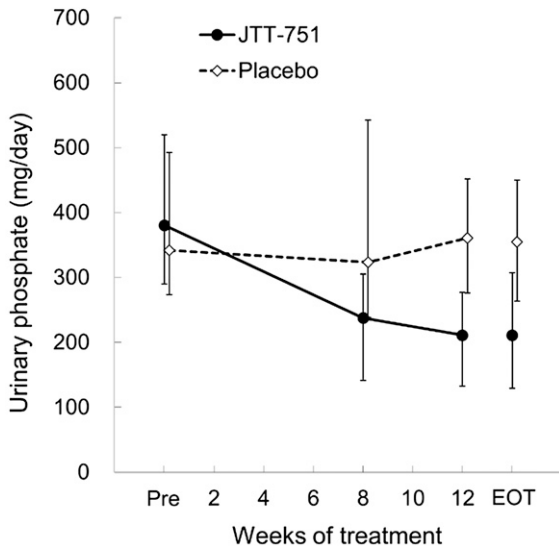 700
600
500
400
300
200
100
0
Urinary phosphate (mg/day)
JTT-751
Placebo
Pre 2 4 6 8 10 12 EOT
Weeks of treatment